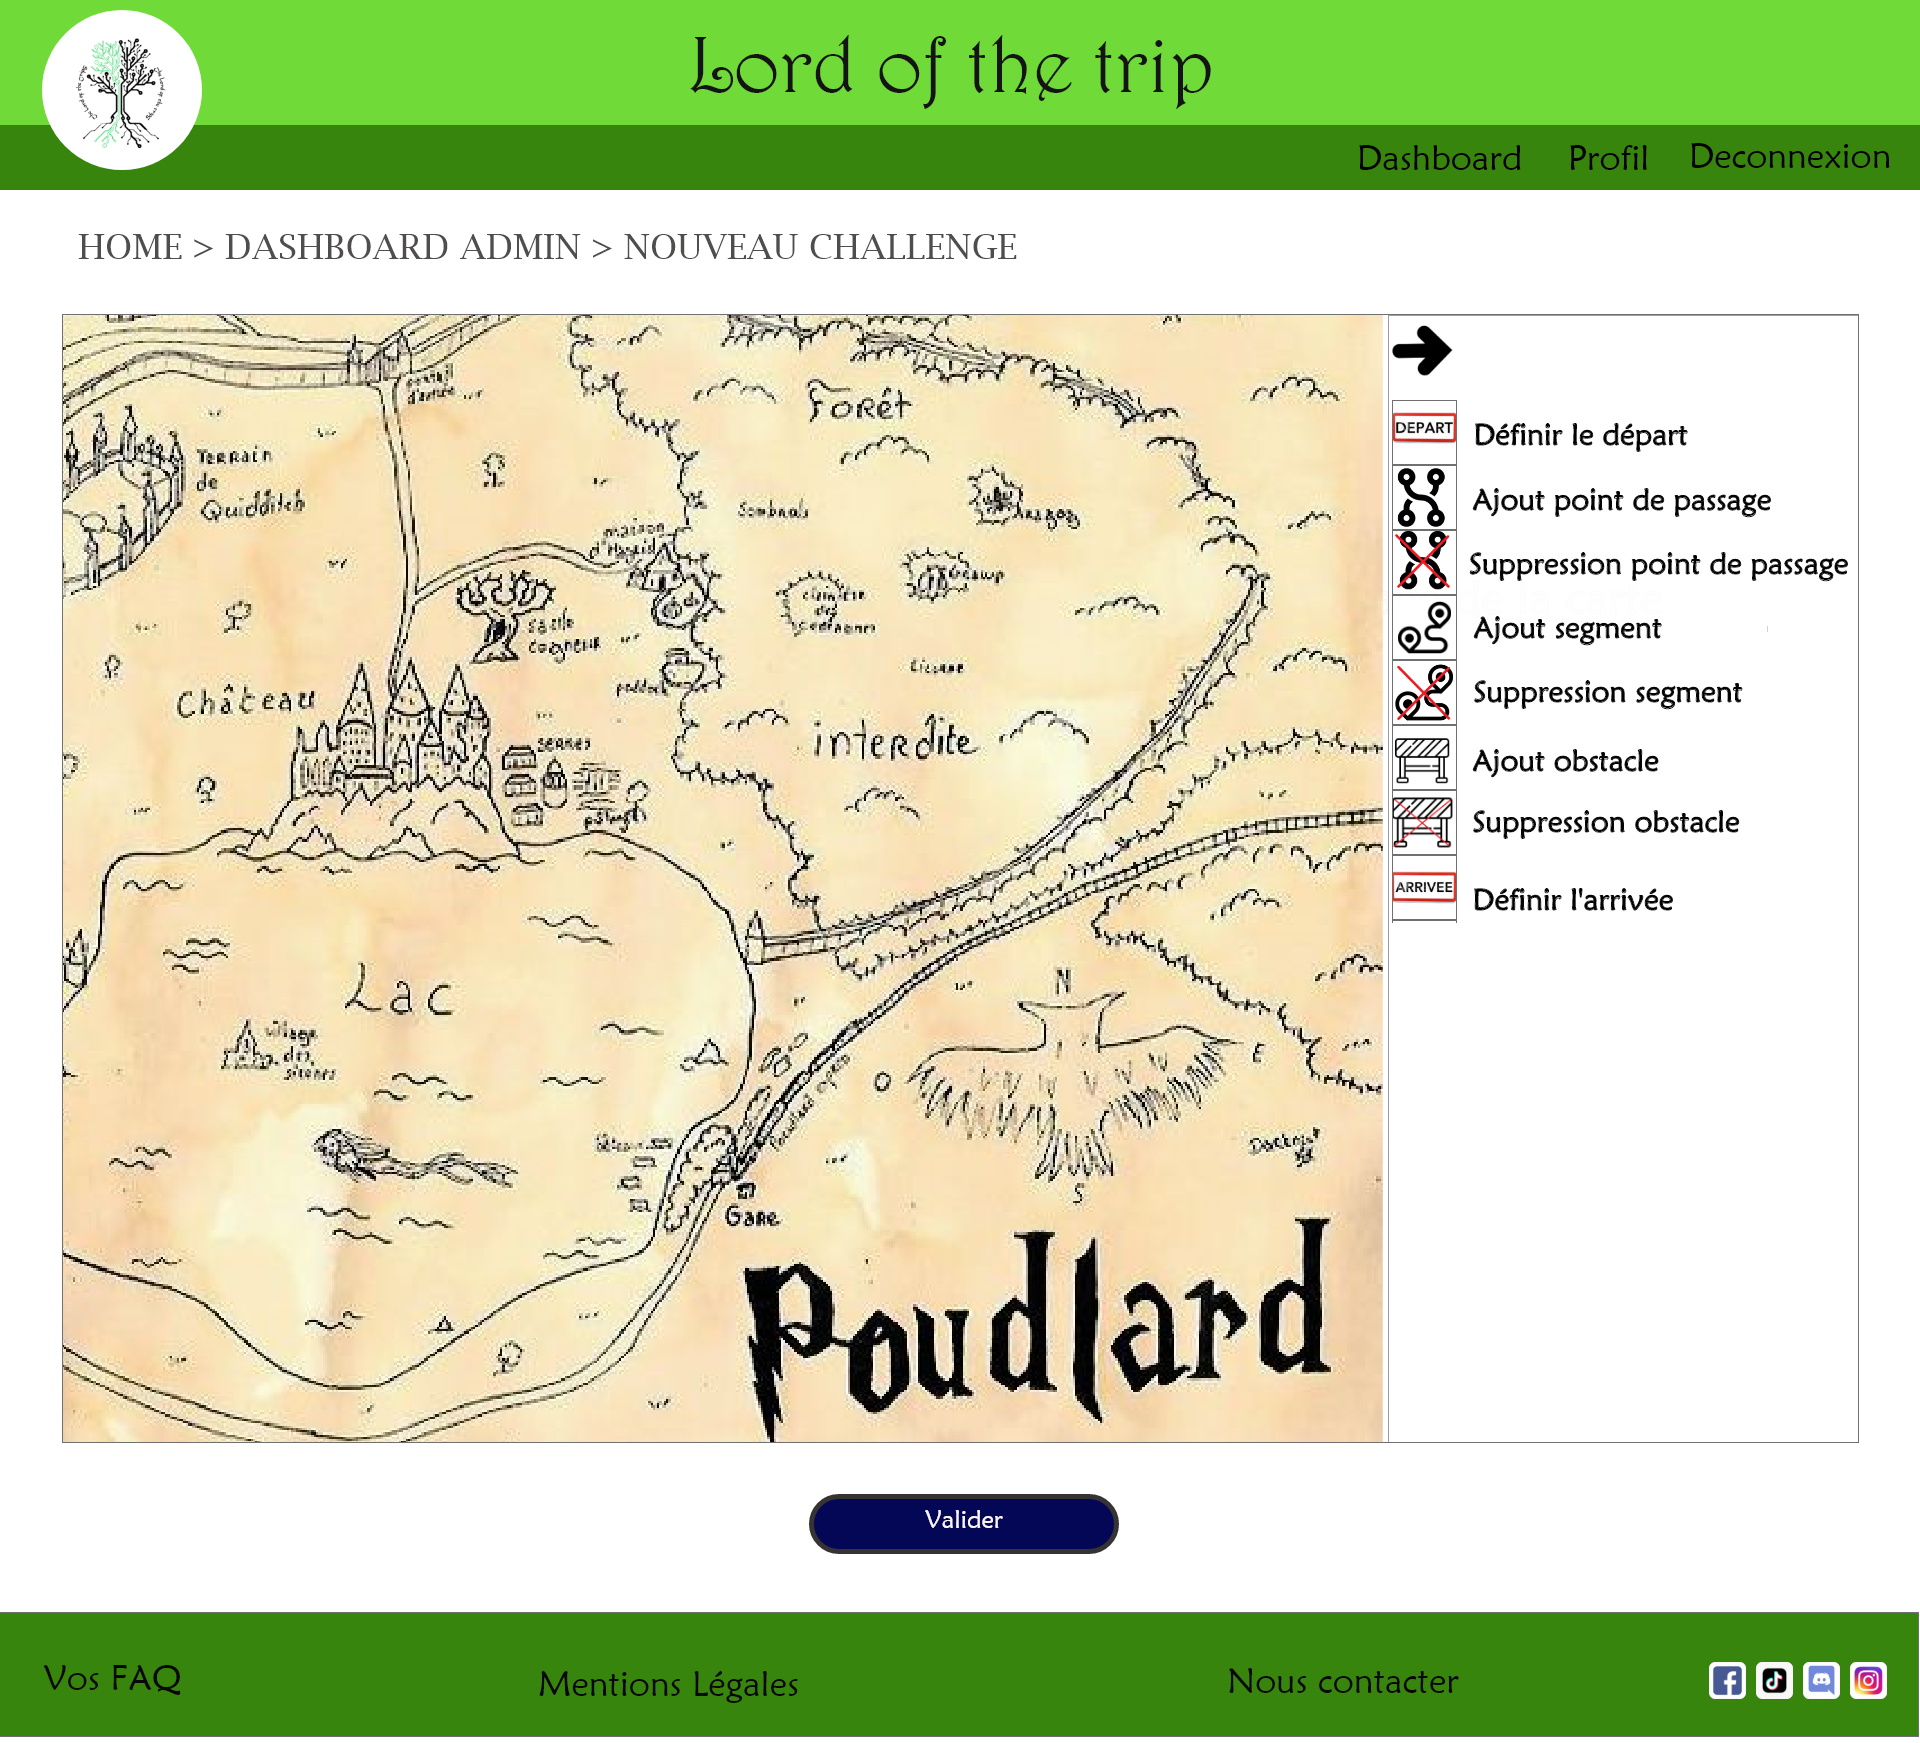 Lord of the trip
Dashboard Profil Deconnexion
HOME > DASHBOARD ADMIN > NOUVEAU CHALLENGE
Forêt
Terrain
de
Quidditch
Sombrals
maison
d'Hagrid
Château
serres
interdite
Lac
village
des
sirènes
N
E
O
S
Gare
Poudlard
DEPART Définir le départ
Ajout point de passage
Suppression point de passage
Ajout segment
Suppression segment
Ajout obstacle
Suppression obstacle
ARRIVEE Définir l'arrivée
Valider
Vos FAQ Mentions Légales Nous contacter